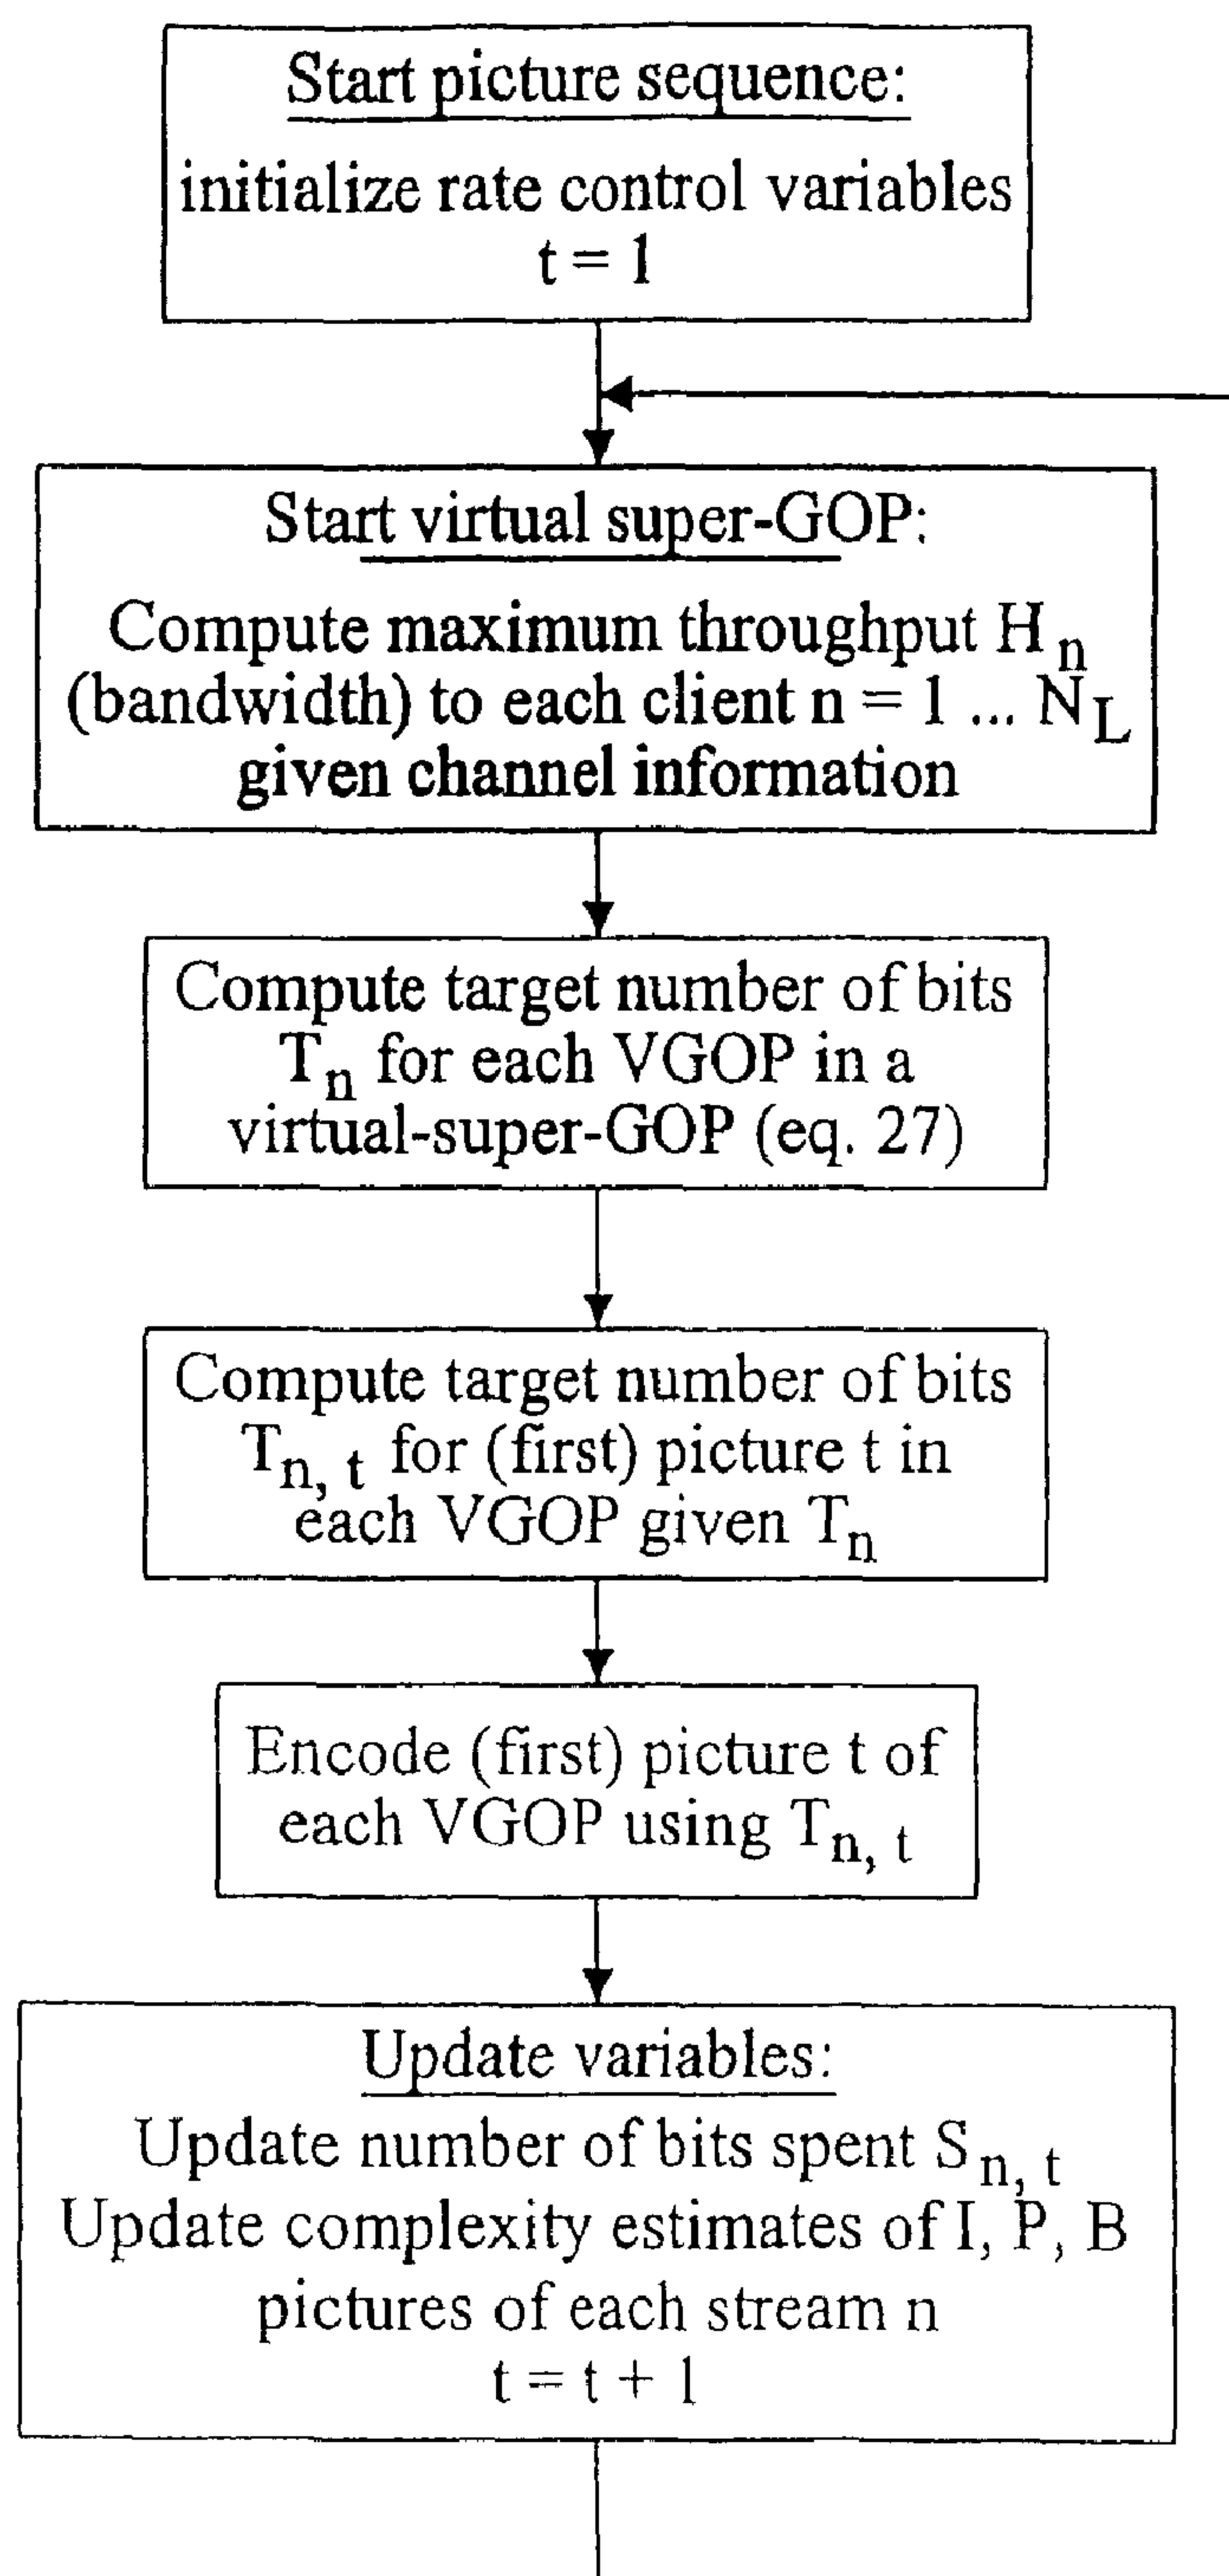 Start picture sequence:
initialize rate control variables
t = 1
Start virtual super-GOP:
Compute maximum throughput H n
(bandwidth) to each client n = 1 ... N L
given channel information
Compute target number of bits
T n for each VGOP in a
virtual-super-GOP (eq. 27)
Compute target number of bits
T n, t for (first) picture t in
each VGOP given T n
Encode (first) picture t of
each VGOP using T n, t
Update variables:
Update number of bits spent S n, t
Update complexity estimates of I, P, B
pictures of each stream n
t = t + 1